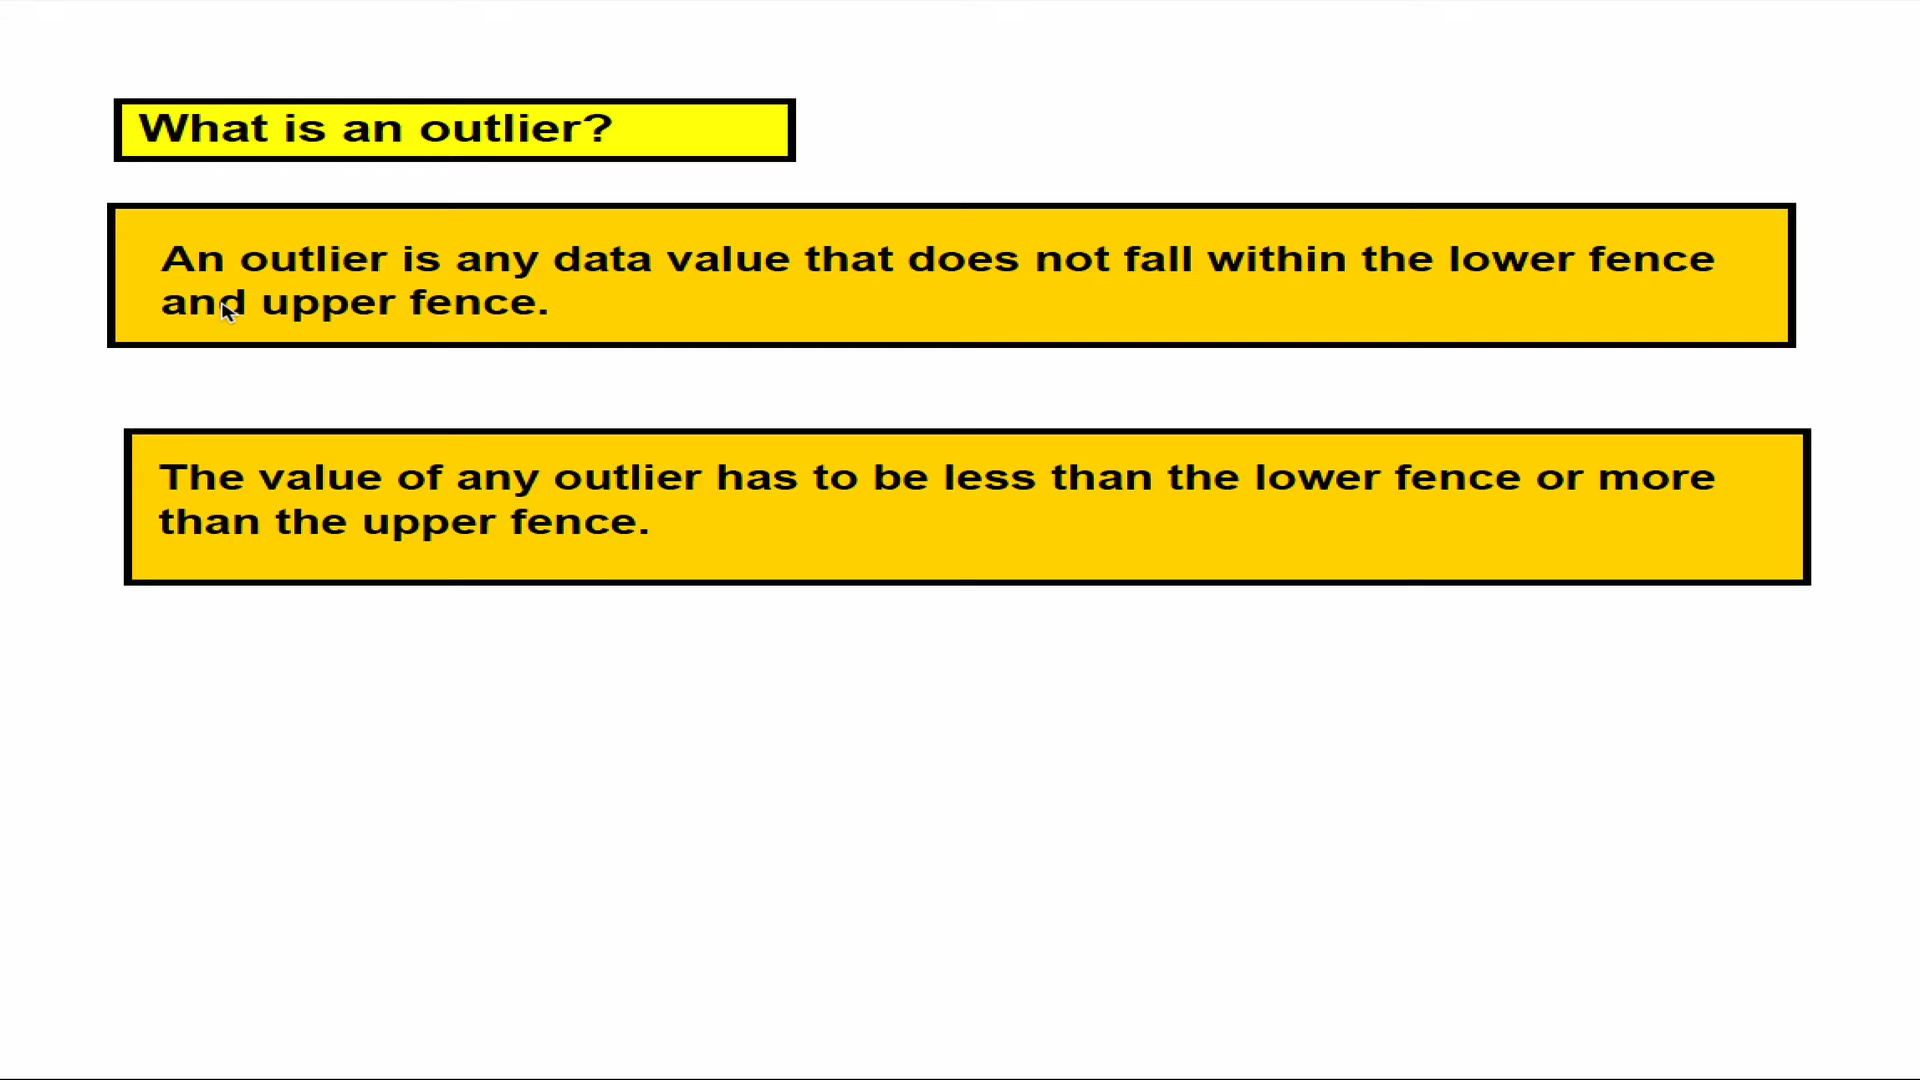 What is an outlier?
An outlier is any data value that does not fall within the lower fence
and upper fence.
The value of any outlier has to be less than the lower fence or more
than the upper fence.